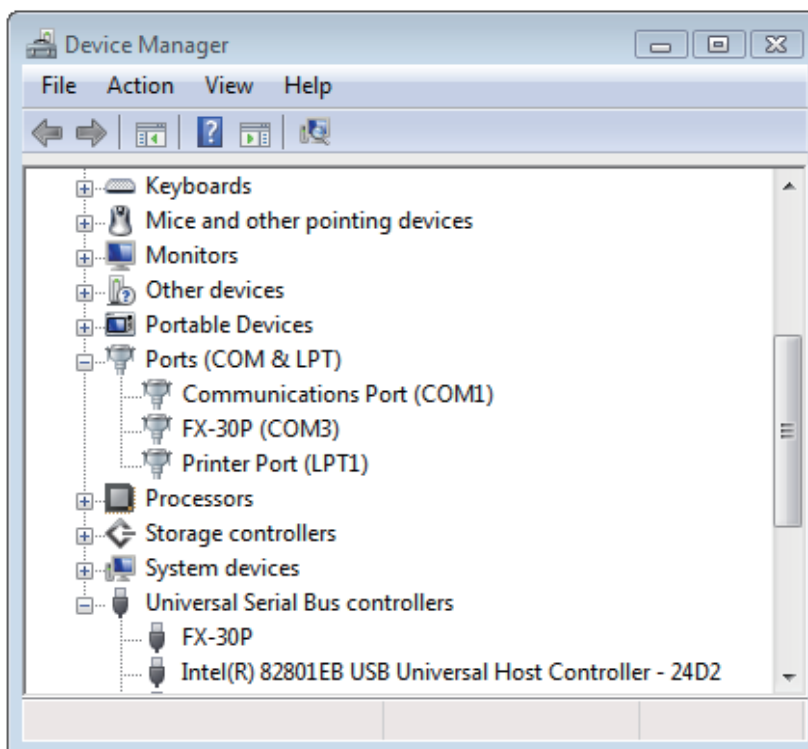 Device Manager
File Action View Help
Keyboards
Mice and other pointing devices
Monitors
Other devices
Portable Devices
Ports (COM & LPT)
Communications Port (COM1)
FX-30P (COM3)
Printer Port (LPT1)
Processors
Storage controllers
System devices
Universal Serial Bus controllers
FX-30P
Intel(R) 82801EB USB Universal Host Controller - 24D2